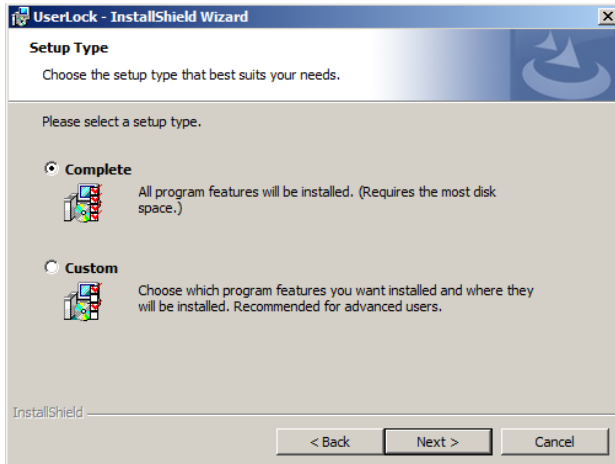 UserLock - InstallShield Wizard
Setup Type
Choose the setup type that best suits your needs.
Please select a setup type.
Complete
All program features will be installed. (Requires the most disk
space.)
Custom
Choose which program features you want installed and where they
will be installed. Recommended for advanced users.
InstallShield
< Back
Next >
Cancel